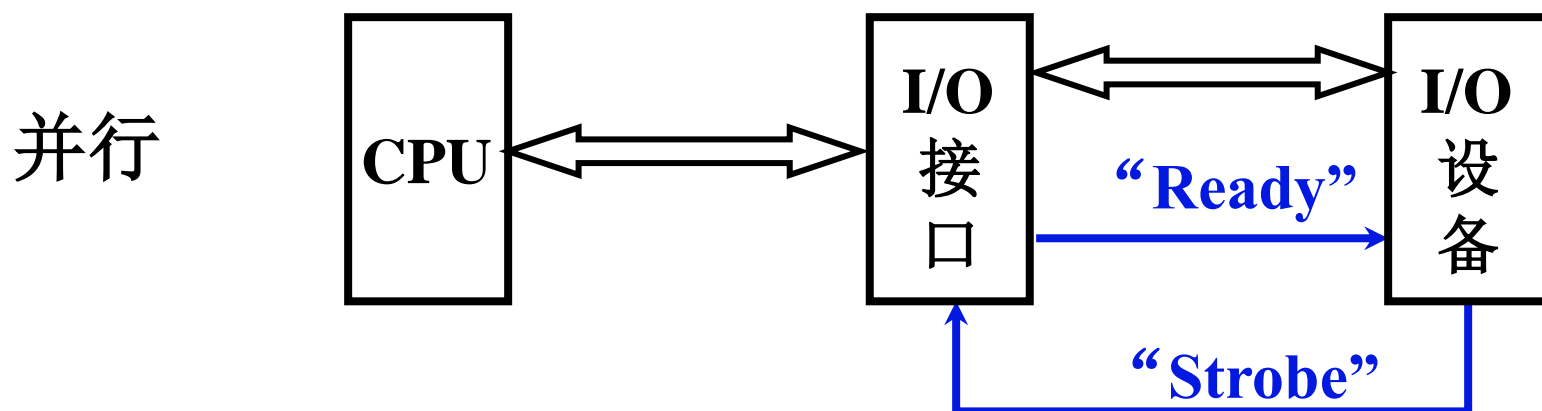 并行
CPU
I/O
接
口
“Ready”
“Strobe”
I/O
设
备